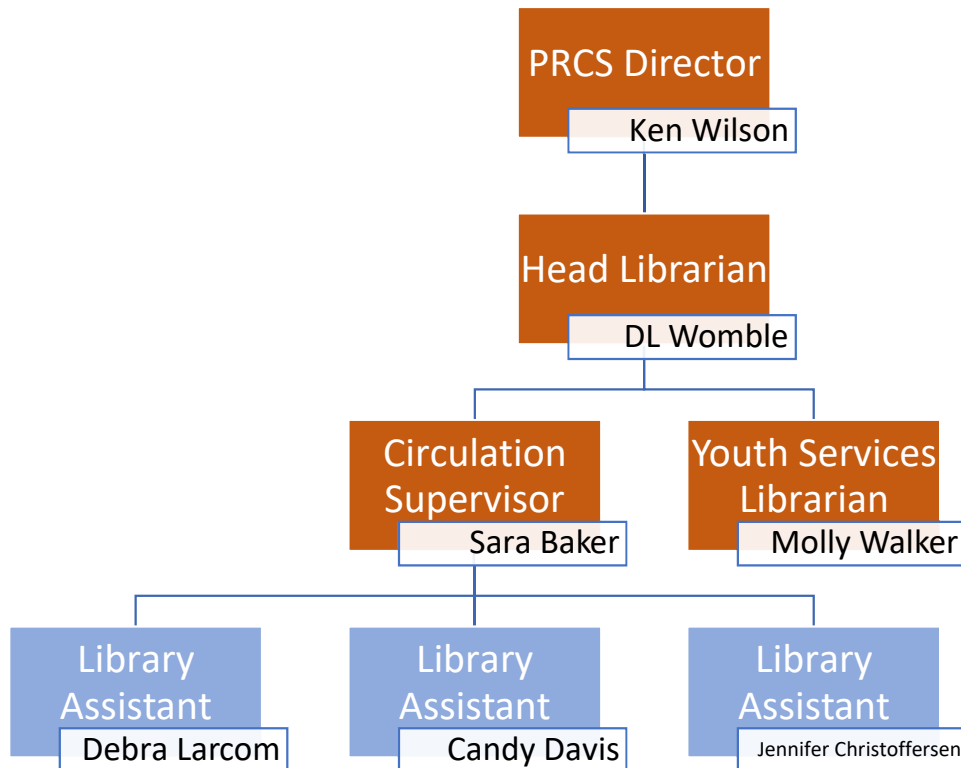 PRCS Director
Ken Wilson
Head Librarian
DL Womble
Circulation
Supervisor
Sara Baker
Youth Services
Librarian
Molly Walker
Library
Assistant
Debra Larcom
Library
Assistant
Candy Davis
Library
Assistant
Jennifer Christoffersen